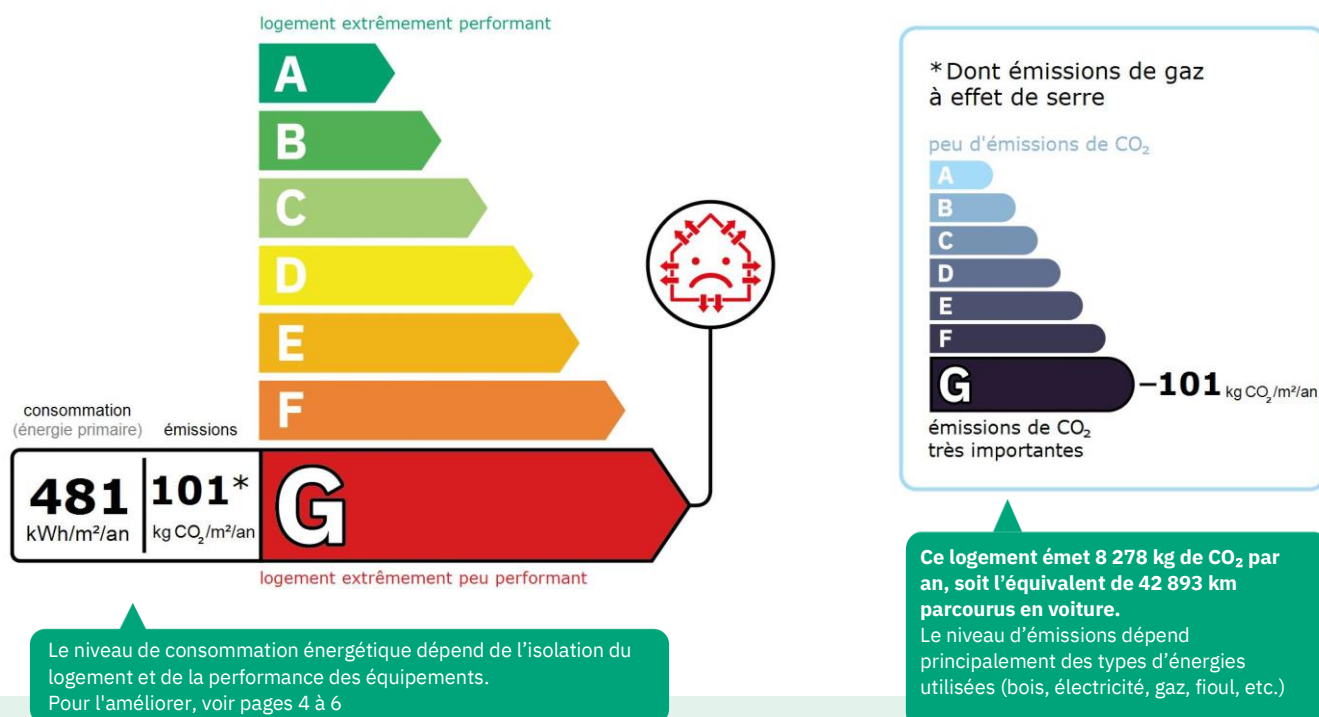 logement extrêmement performant
A
B
C
D
E
F
consommation
(énergie primaire)
émissions
481
kWh/m²/an
101*
kg CO₂/m²/an
G
logement extrêmement peu performant
Le niveau de consommation énergétique dépend de l'isolation du
logement et de la performance des équipements.
Pour l'améliorer, voir pages 4 à 6
*Dont émissions de gaz
à effet de serre
peu d'émissions de CO₂
A
B
C
D
E
F
G
101 kg CO₂/m²/an
émissions de CO₂
très importantes
Ce logement émet 8 278 kg de CO₂ par
an, soit l'équivalent de 42 893 km
parcourus en voiture.
Le niveau d'émissions dépend
principalement des types d'énergies
utilisées (bois, électricité, gaz, fioul, etc.)